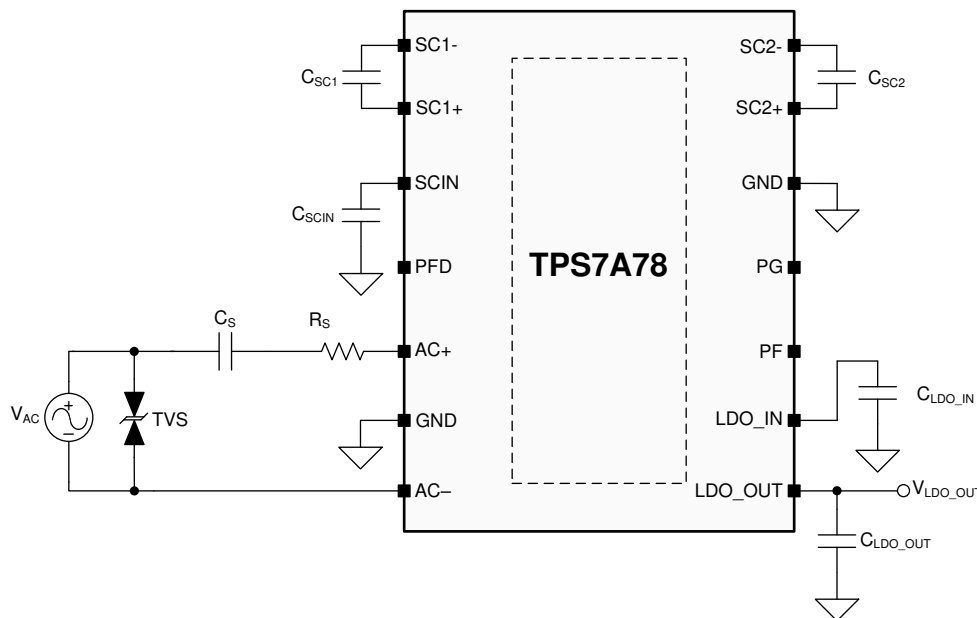 SC1-
SC2-
CSC1
CSC2
SC1+
SC2+
SCIN
GND
CSCIN
TPS7A78
PFD
PG
CS
RS
AC+
PF
CLDO_IN
VAC
+
–
TVS
GND
LDO_IN
AC–
LDO_OUT
VLDO_OUT
CLDO_OUT